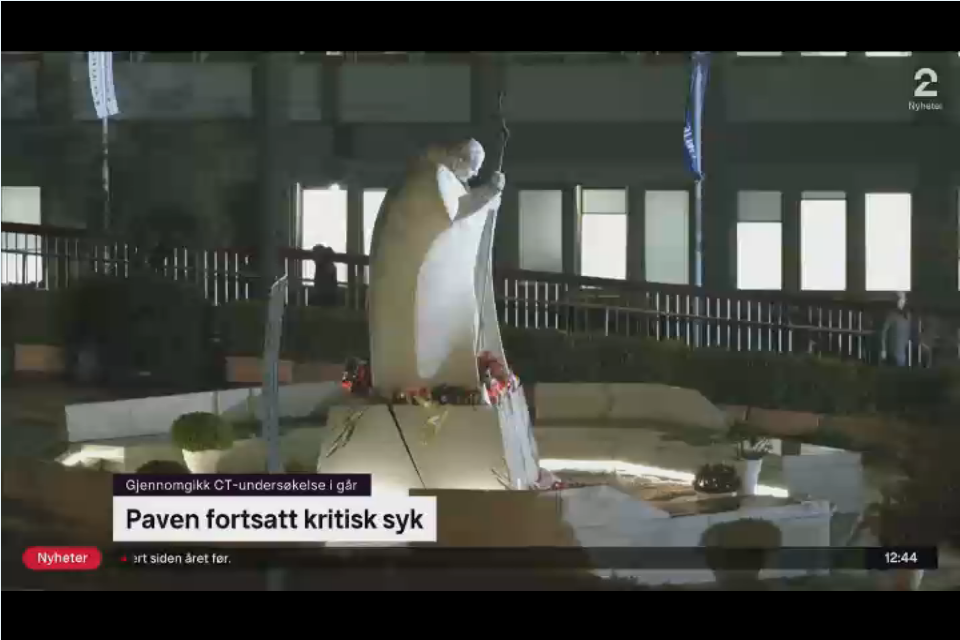 2
Nyheter
Gjennomgikk CT-undersøkelse i går
Paven fortsatt kritisk syk
Nyheter
ert siden året før.
12:44